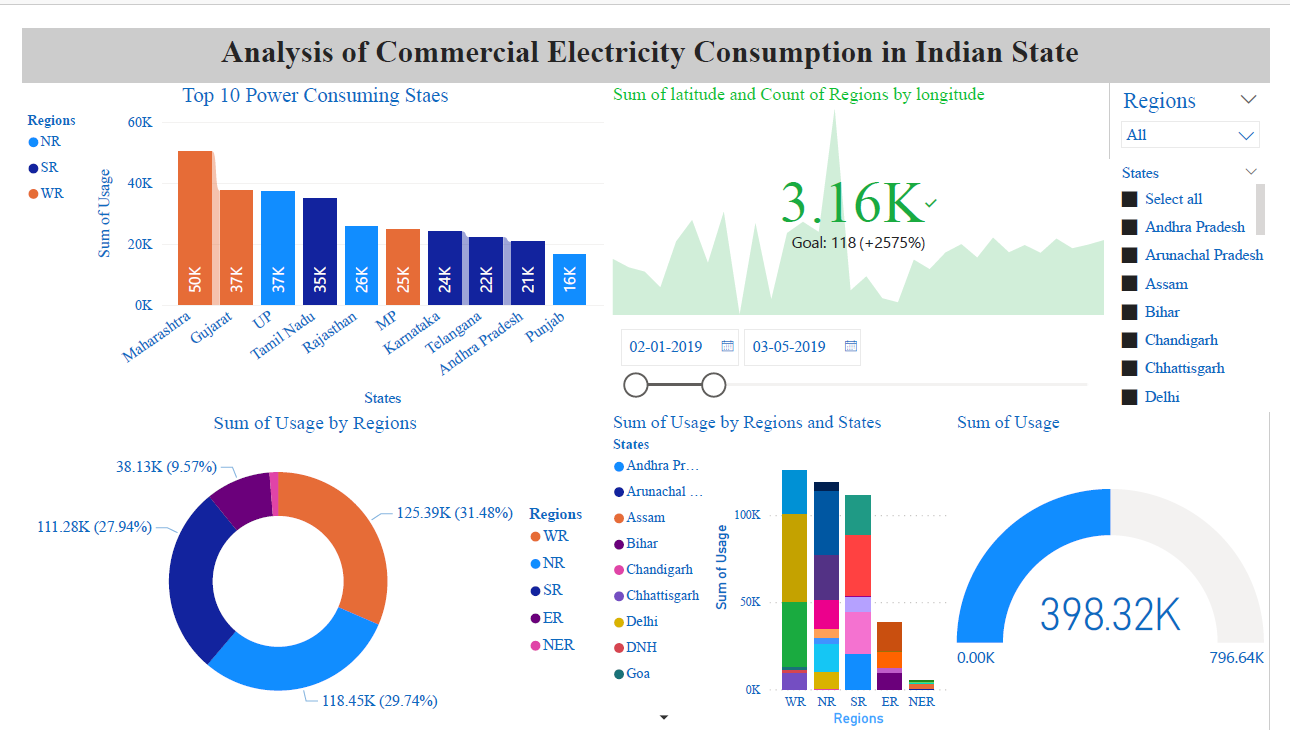 Analysis of Commercial Electricity Consumption in Indian State
Top 10 Power Consuming Staes
Regions
NR
SR
WR
Sum of Usage
60K
40K
20K
0K
50K
37K
37K
35K
26K
25K
24K
22K
21K
16K
Maharashtra
Gujarat
UP
Tamil Nadu
Rajasthan
MP
Karnataka
Telangana
Andhra Pradesh
Punjab
States
Sum of latitude and Count of Regions by longitude
3.16K
Goal: 118 (+2575%)
02-01-2019
03-05-2019
Regions
All
States
Select all
Andhra Pradesh
Arunachal Pradesh
Assam
Bihar
Chandigarh
Chhattisgarh
Delhi
Sum of Usage by Regions
38.13K (9.57%)
111.28K (27.94%)
125.39K (31.48%)
118.45K (29.74%)
Regions
WR
NR
SR
ER
NER
Sum of Usage by Regions and States
States
Andhra Pr...
Arunachal ...
Assam
Bihar
Chandigarh
Chhattisgarh
Delhi
DNH
Goa
Sum of Usage
100K
50K
0K
WR
NR
SR
ER
NER
Regions
Sum of Usage
398.32K
0.00K
796.64K